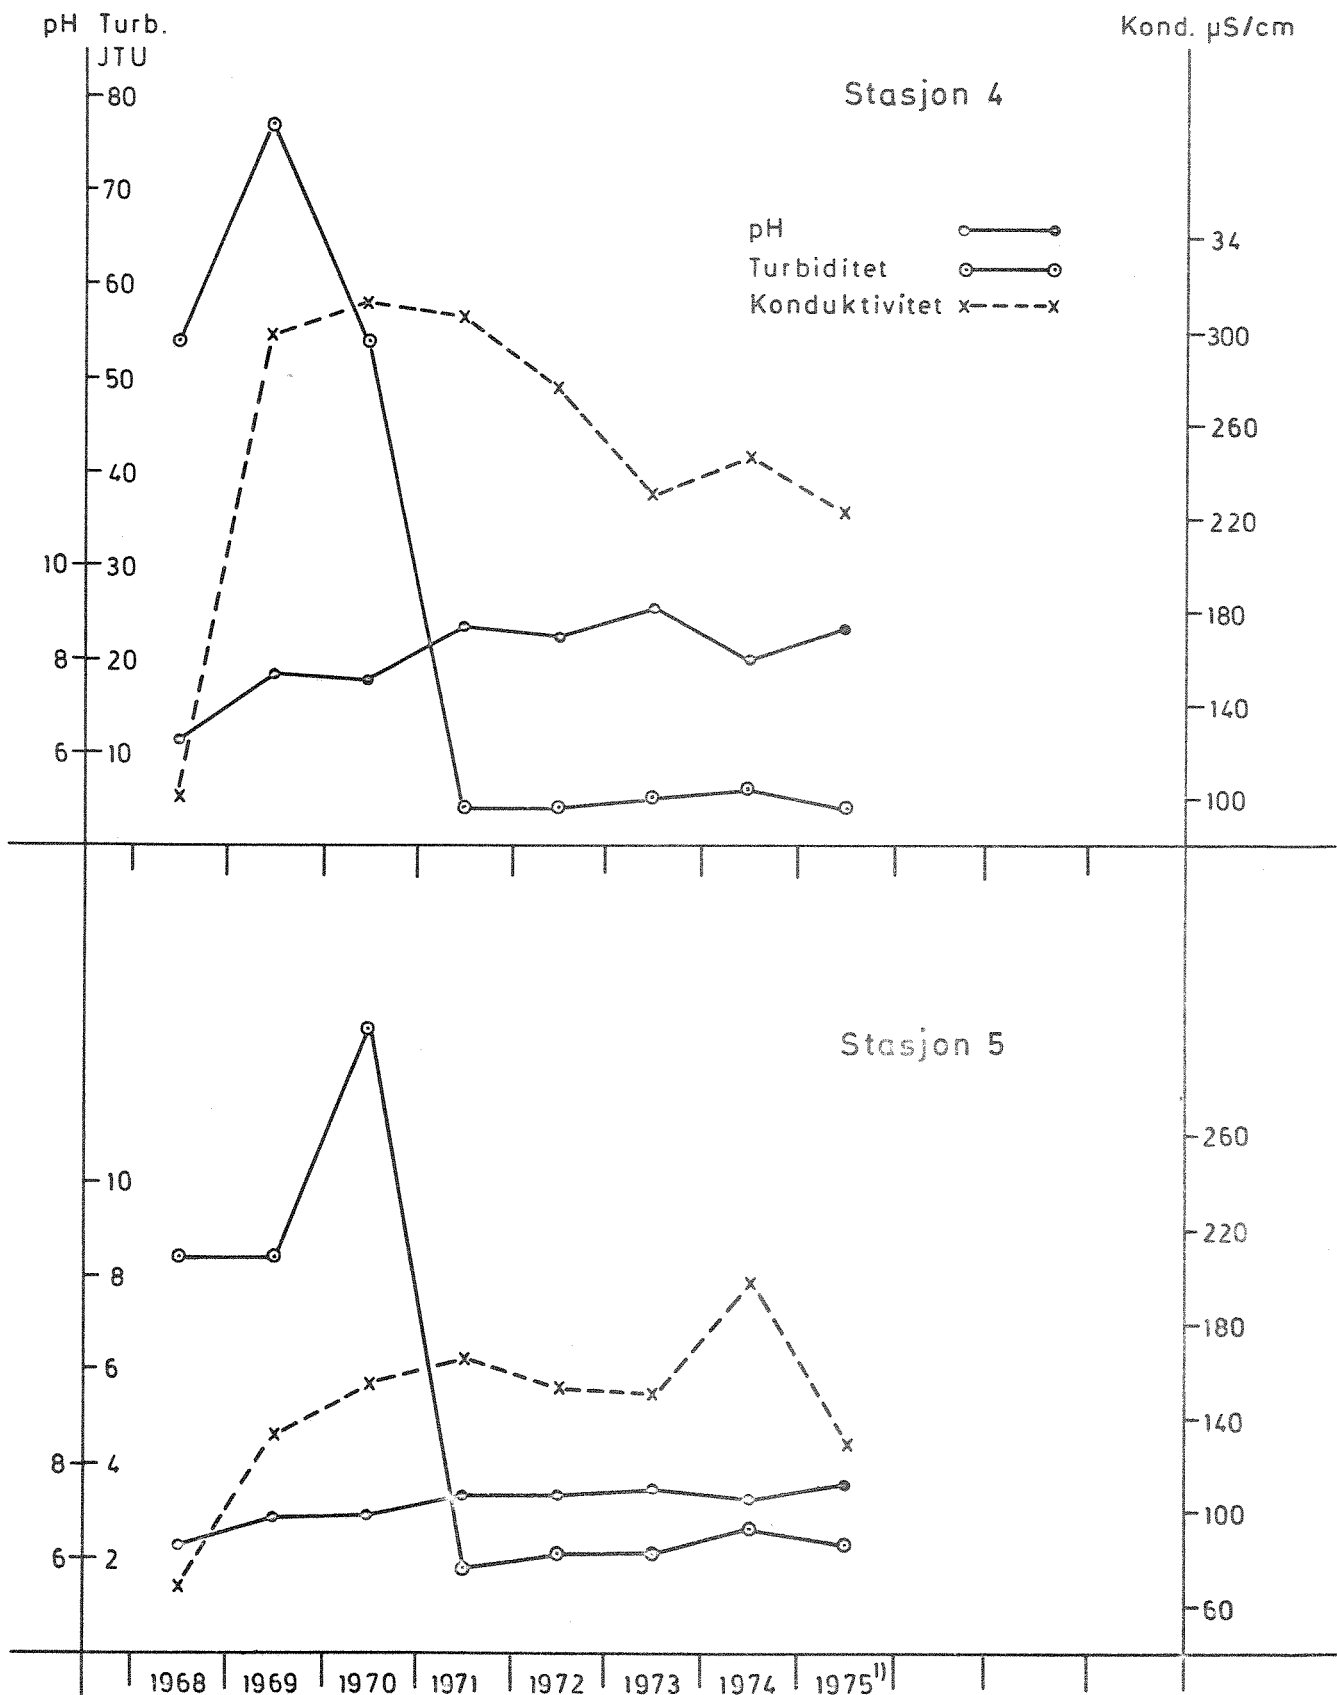 pH Turb.
JTU
Kond. µS/cm
Stasjon 4
80
70
60
50
40
10 30
8 20
6 10
pH
Turbiditet
Konduktivitet x x
34
300
260
220
180
140
100
Stasjon 5
10
8
6
8 4
6 2
260
220
180
140
100
60
1968 1969 1970 1971 1972 1973 1974 1975¹⁾